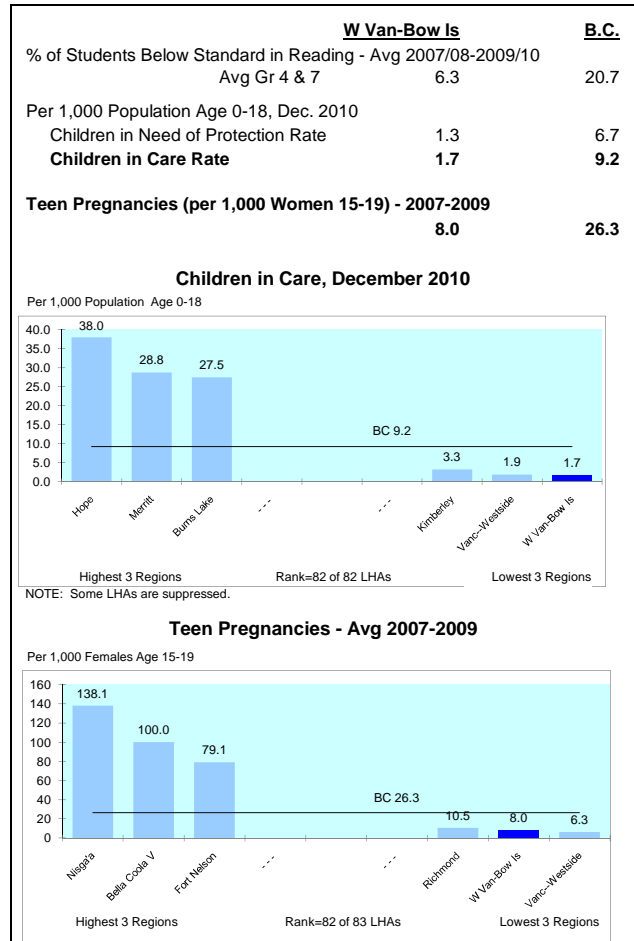 W Van-Bow Is B.C.
% of Students Below Standard in Reading - Avg 2007/08-2009/10
Avg Gr 4 & 7 6.3 20.7
Per 1,000 Population Age 0-18, Dec. 2010
Children in Need of Protection Rate 1.3 6.7
Children in Care Rate 1.7 9.2
Teen Pregnancies (per 1,000 Women 15-19) - 2007-2009
8.0 26.3
Children in Care, December 2010
Per 1,000 Population Age 0-18
40.0
35.0
30.0
25.0
20.0
15.0
10.0
5.0
0.0
38.0
28.8
27.5
BC 9.2
3.3
1.9
1.7
Hope
Merritt
Burns Lake
- - -
- - -
Kimberley
Vanc--Westside
W Van-Bow Is
Highest 3 Regions Rank=82 of 82 LHAs Lowest 3 Regions
NOTE: Some LHAs are suppressed.
Teen Pregnancies - Avg 2007-2009
Per 1,000 Females Age 15-19
160
140
120
100
80
60
40
20
0
138.1
100.0
79.1
BC 26.3
10.5
8.0
6.3
Nisga'a
Bella Coola V
Fort Nelson
- - -
- - -
Richmond
W Van-Bow Is
Vanc--Westside
Highest 3 Regions Rank=82 of 83 LHAs Lowest 3 Regions